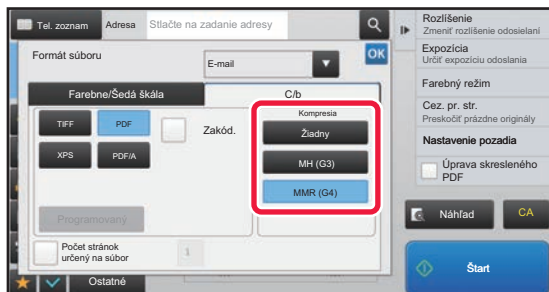 Tel. zoznam
Adresa
Stlačte na zadanie adresy
Rozlíšenie
Zmeniť rozlíšenie odosielani
Expozícia
Určiť expozíciu odoslania
Farebný režim
Cez. pr. str.
Preskočiť prázdne originály
Nastavenie pozadia
Úprava skresleného
PDF
Náhľad
CA
Štart
Formát súboru
E-mail
OK
Farebne/Šedá škála
C/b
TIFF
PDF
Zakód.
XPS
PDF/A
Kompresia
Žiadny
MH (G3)
MMR (G4)
Programovaný
Počet stránok
určený na súbor
1
Ostatné